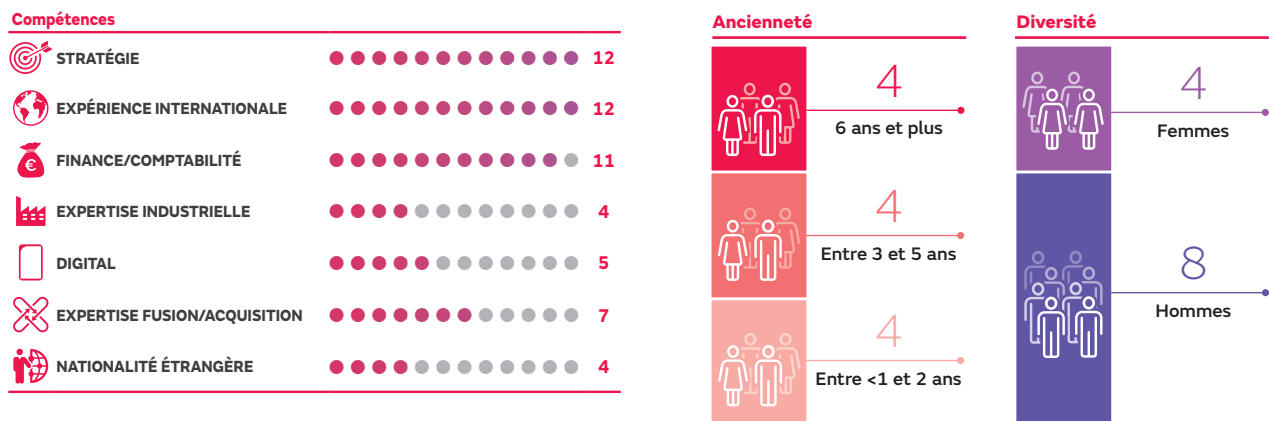 Compétences
STRATÉGIE 12
EXPÉRIENCE INTERNATIONALE 12
FINANCE/COMPTABILITÉ 11
€
EXPERTISE INDUSTRIELLE 4
DIGITAL 5
EXPERTISE FUSION/ACQUISITION 7
NATIONALITÉ ÉTRANGÈRE 4
Ancienneté
4
6 ans et plus
4
Entre 3 et 5 ans
4
Entre <1 et 2 ans
Diversité
4
Femmes
8
Hommes